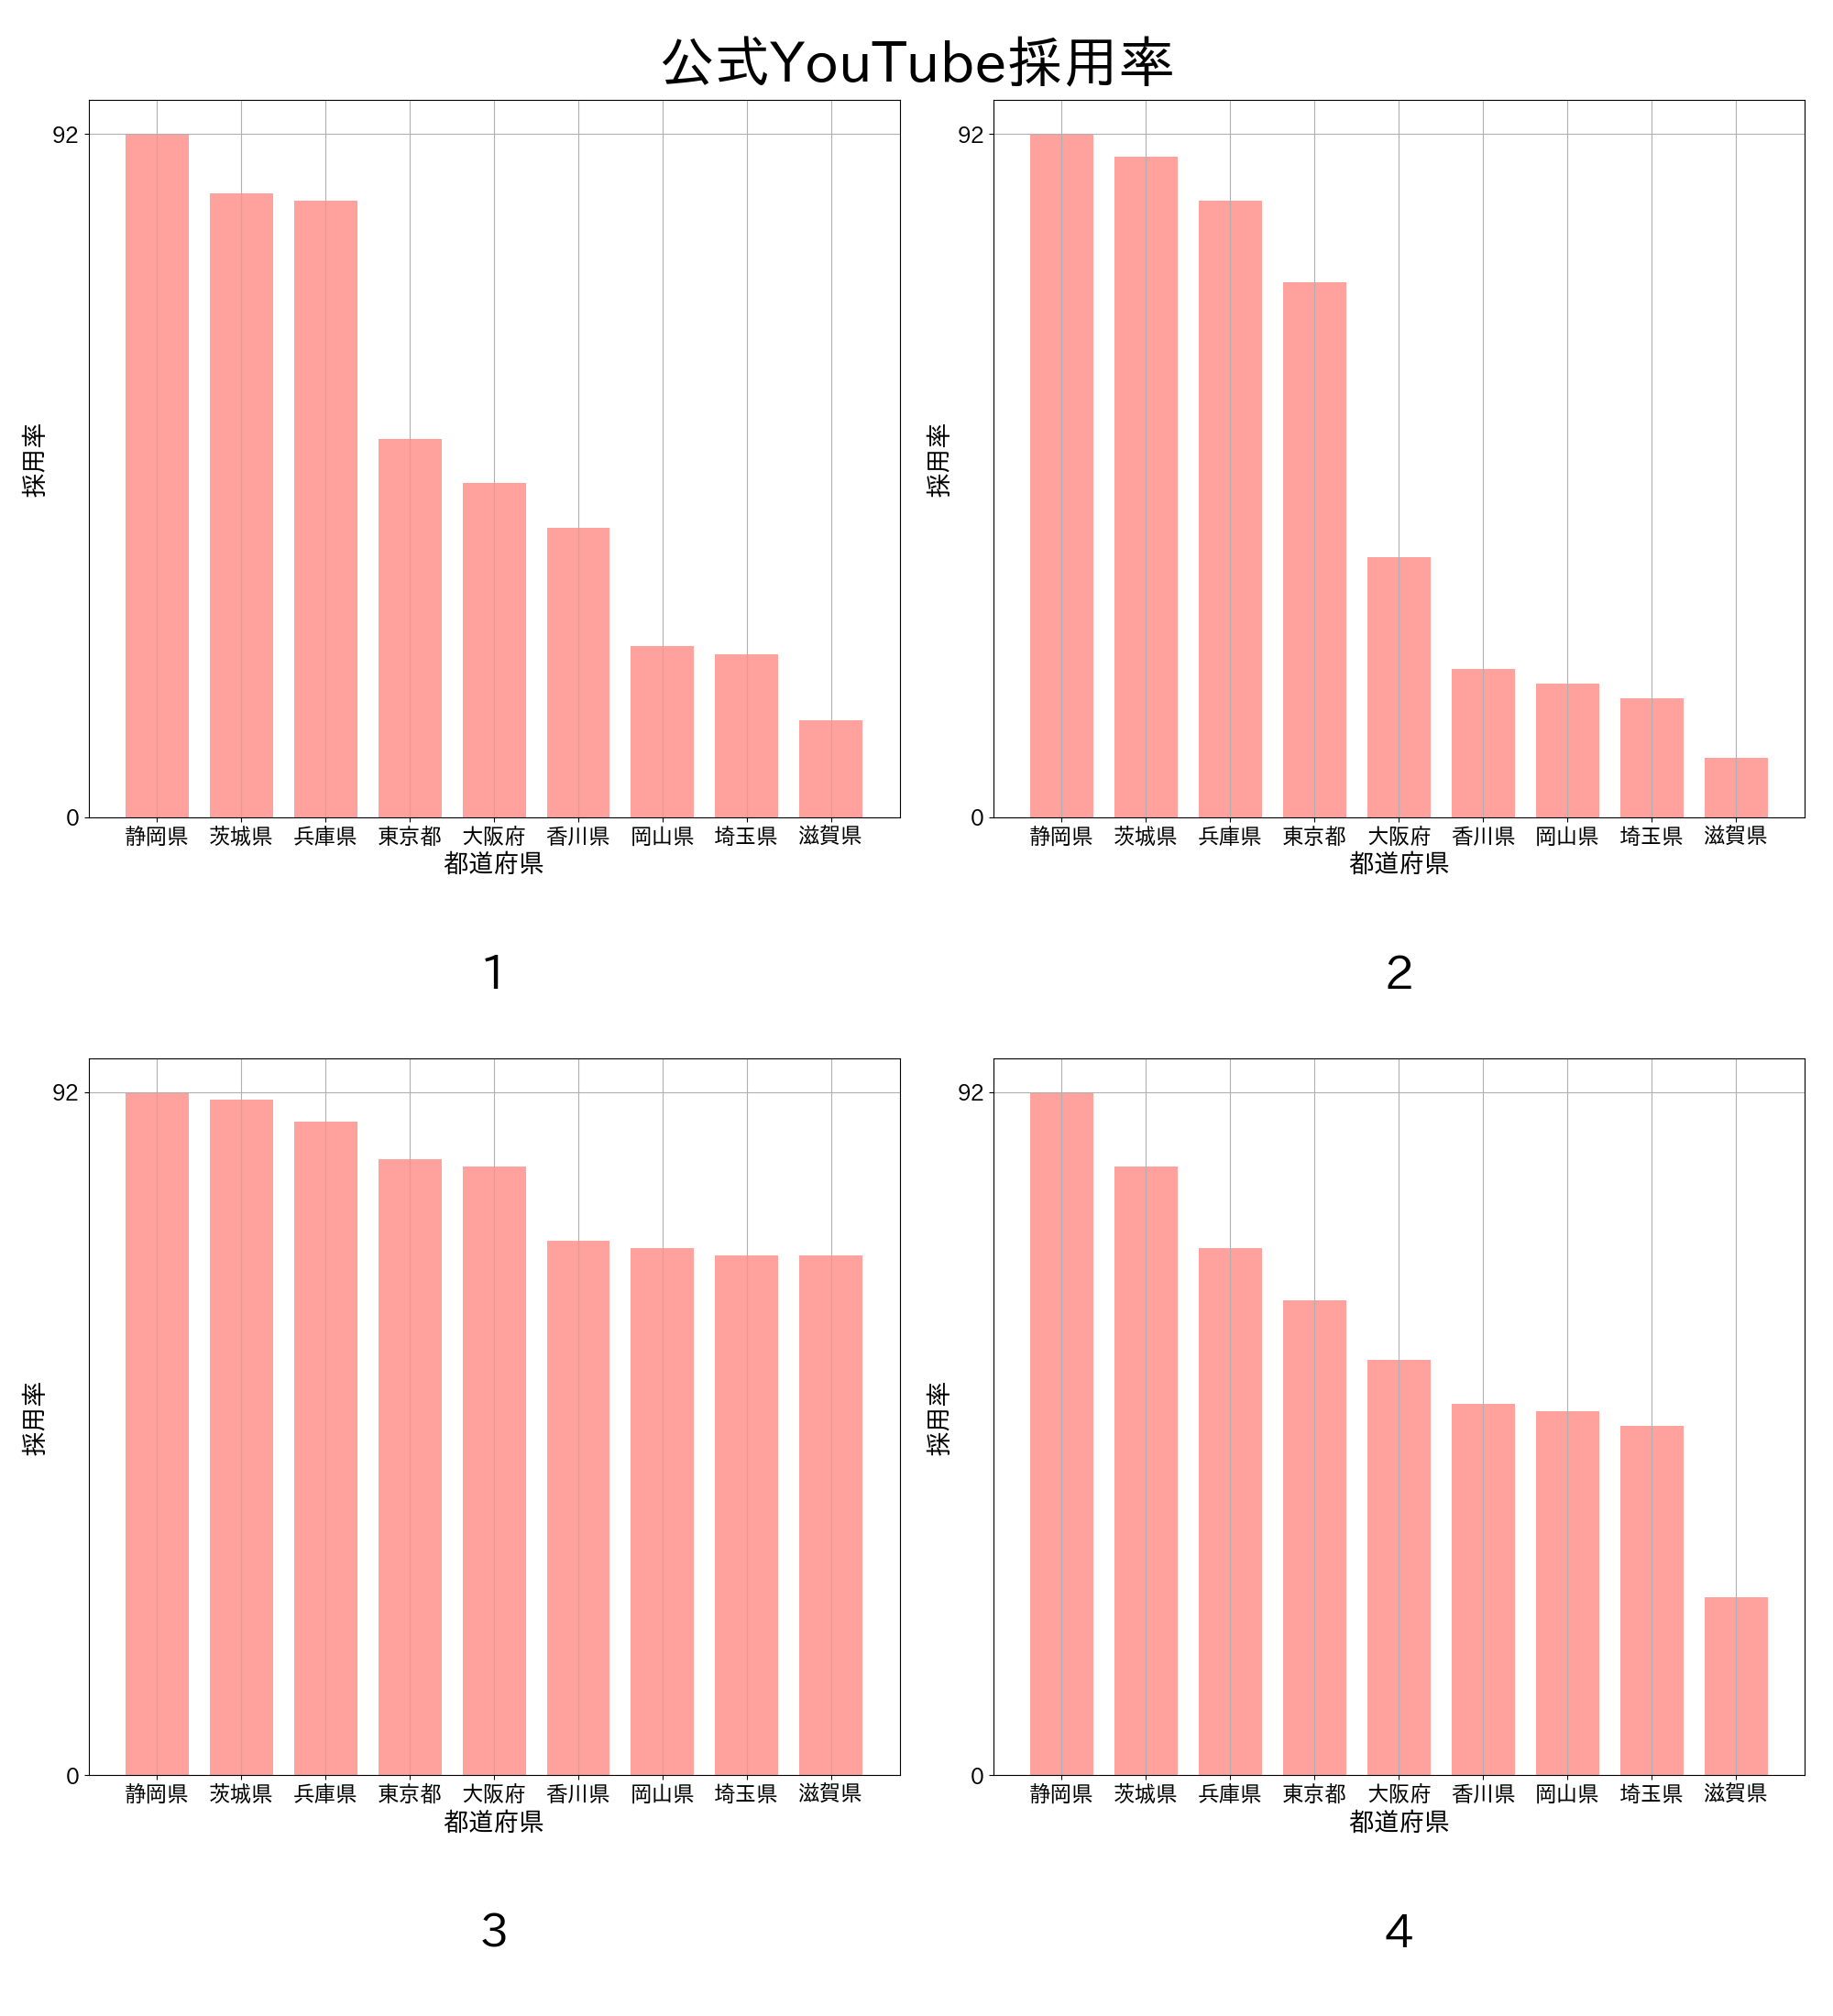 公式YouTube採用率
92
0
採用率
静岡県 茨城県 兵庫県 東京都 大阪府 香川県 岡山県 埼玉県 滋賀県
都道府県
1
92
0
採用率
静岡県 茨城県 兵庫県 東京都 大阪府 香川県 岡山県 埼玉県 滋賀県
都道府県
2
92
0
採用率
静岡県 茨城県 兵庫県 東京都 大阪府 香川県 岡山県 埼玉県 滋賀県
都道府県
3
92
0
採用率
静岡県 茨城県 兵庫県 東京都 大阪府 香川県 岡山県 埼玉県 滋賀県
都道府県
4